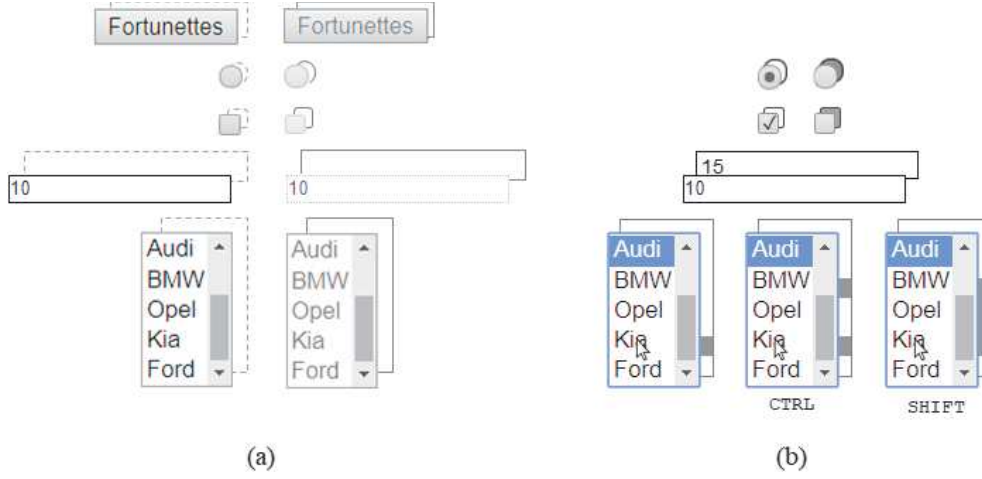 Fortunettes Fortunettes
15
10 10 10
Audi Audi Audi Audi Audi
BMW BMW BMW BMW BMW
Opel Opel Opel Opel Opel
Kia Kia Kia Kia Kia
Ford Ford Ford Ford Ford
CTRL SHIFT
(a) (b)